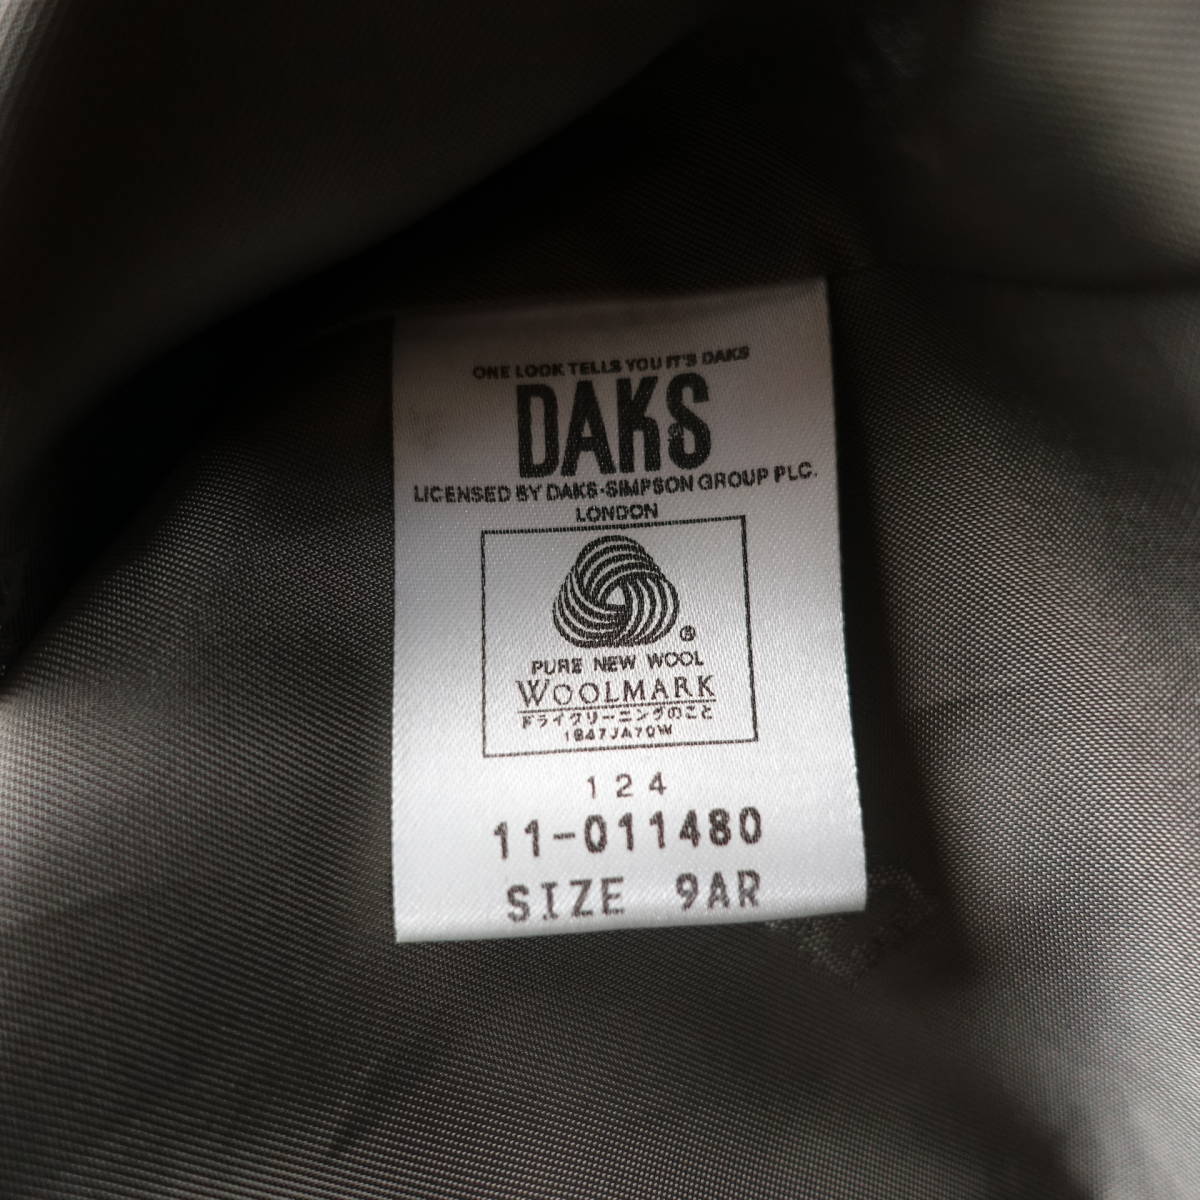 ONE LOOK TELLS YOU IT'S DAKS
DAKS
LICENSED BY DAKS·SIMPSON GROUP PLC.
LONDON
®
PURE NEW WOOL
WOOLMARK
ドライクリーニングのこと
1847JA70W
124
11-011480
SIZE 9AR